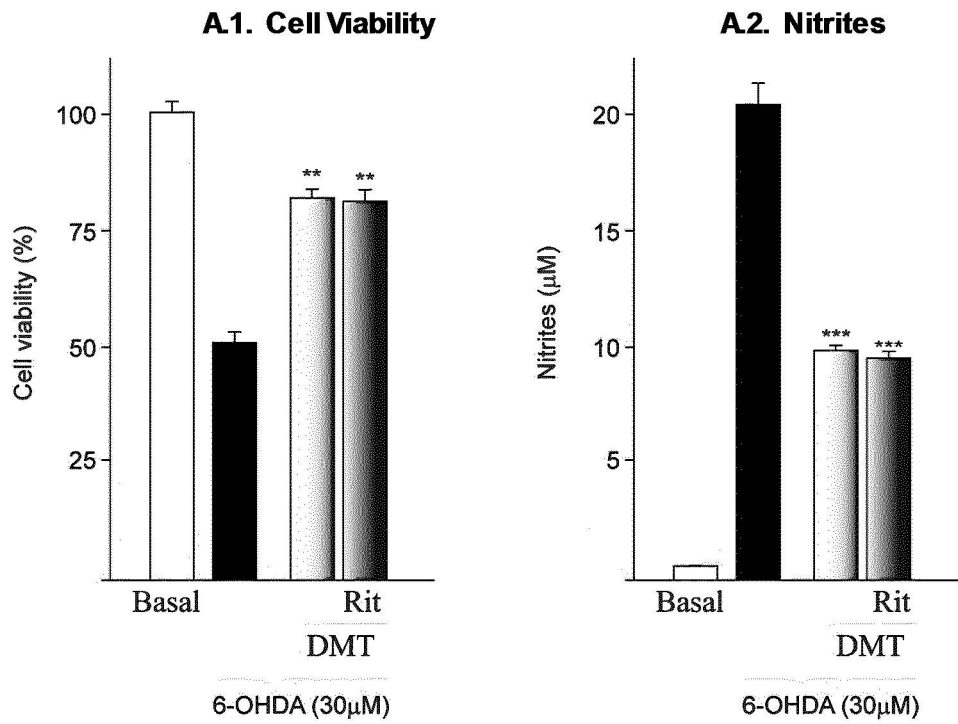 A.1. Cell Viability
Cell viability (%)
100
75
50
25
**
**
Basal
Rit
DMT
6-OHDA (30µM)
A.2. Nitrites
Nitrites (µM)
20
15
10
5
***
***
Basal
Rit
DMT
6-OHDA (30µM)